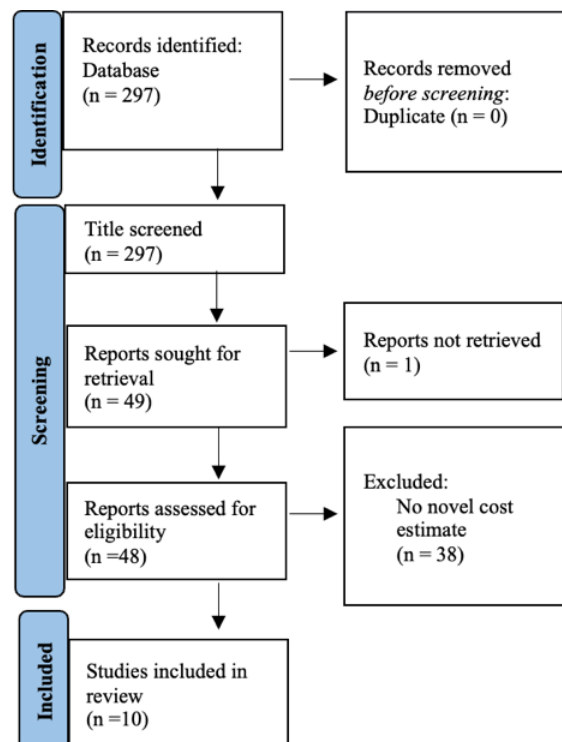 Identification
Records identified:
Database
(n = 297)
Records removed
before screening:
Duplicate (n = 0)
Screening
Title screened
(n = 297)
Reports sought for
retrieval
(n = 49)
Reports not retrieved
(n = 1)
Reports assessed for
eligibility
(n =48)
Excluded:
No novel cost
estimate
(n = 38)
Included
Studies included in
review
(n =10)